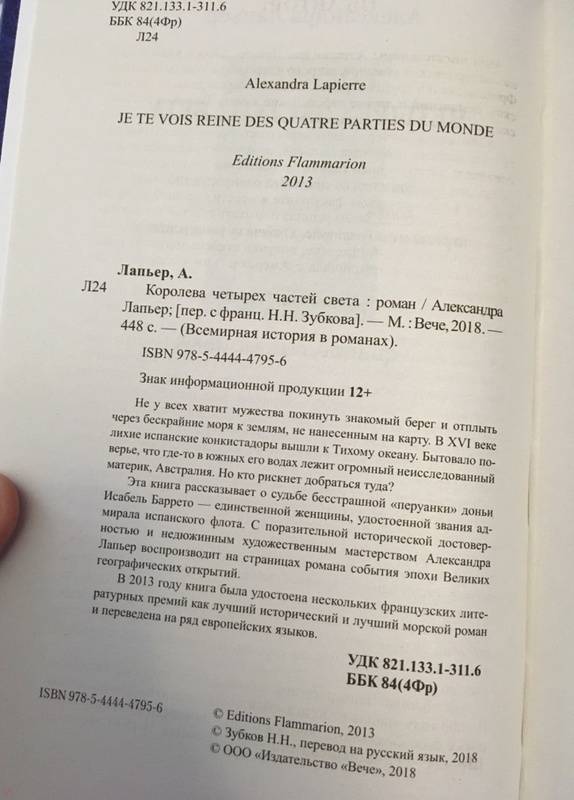 УДК 821.133.1-311.6
ББК 84(4Фр)
Л24
Alexandra Lapierre
JE TE VOIS REINE DES QUATRE PARTIES DU MONDE
Editions Flammarion
2013
Лапьер, А.
Л24 Королева четырех частей света : роман / Александра
Лапьер; [пер. с франц. Н.Н. Зубкова]. — М. : Вече, 2018. —
448 с. — (Всемирная история в романах).
ISBN 978-5-4444-4795-6
Знак информационной продукции 12+
Не у всех хватит мужества покинуть знакомый берег и отплыть
через бескрайние моря к землям, не нанесенным на карту. В XVI веке
лихие испанские конкистадоры вышли к Тихому океану. Бытовало по-
верье, что где-то в южных его водах лежит огромный неисследованный
материк, Австралия. Но кто рискнет добраться туда?
Эта книга рассказывает о судьбе бесстрашной «перуанки» доньи
Исабель Баррето — единственной женщины, удостоенной звания ад-
мирала испанского флота. С поразительной исторической достовер-
ностью и недюжинным художественным мастерством Александра
Лапьер воспроизводит на страницах романа события эпохи Великих
географических открытий.
В 2013 году книга была удостоена нескольких французских лите-
ратурных премий как лучший исторический и лучший морской роман
и переведена на ряд европейских языков.
УДК 821.133.1-311.6
ББК 84(4Фр)
ISBN 978-5-4444-4795-6
© Editions Flammarion, 2013
© Зубков Н.Н., перевод на русский язык, 2018
© ООО «Издательство «Вече», 2018